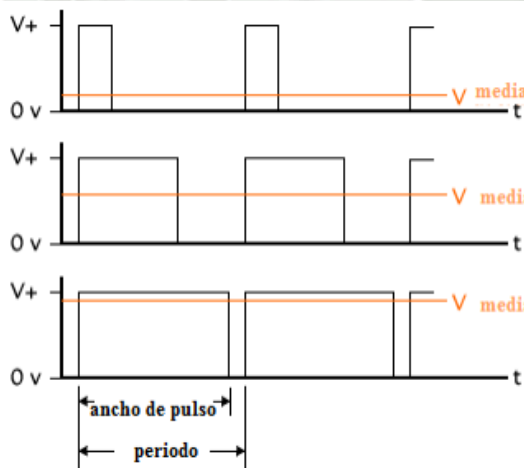 V+
V media
0 v
t
V+
V medi
0 v
t
V+
V medi
0 v
t
ancho de pulso
periodo